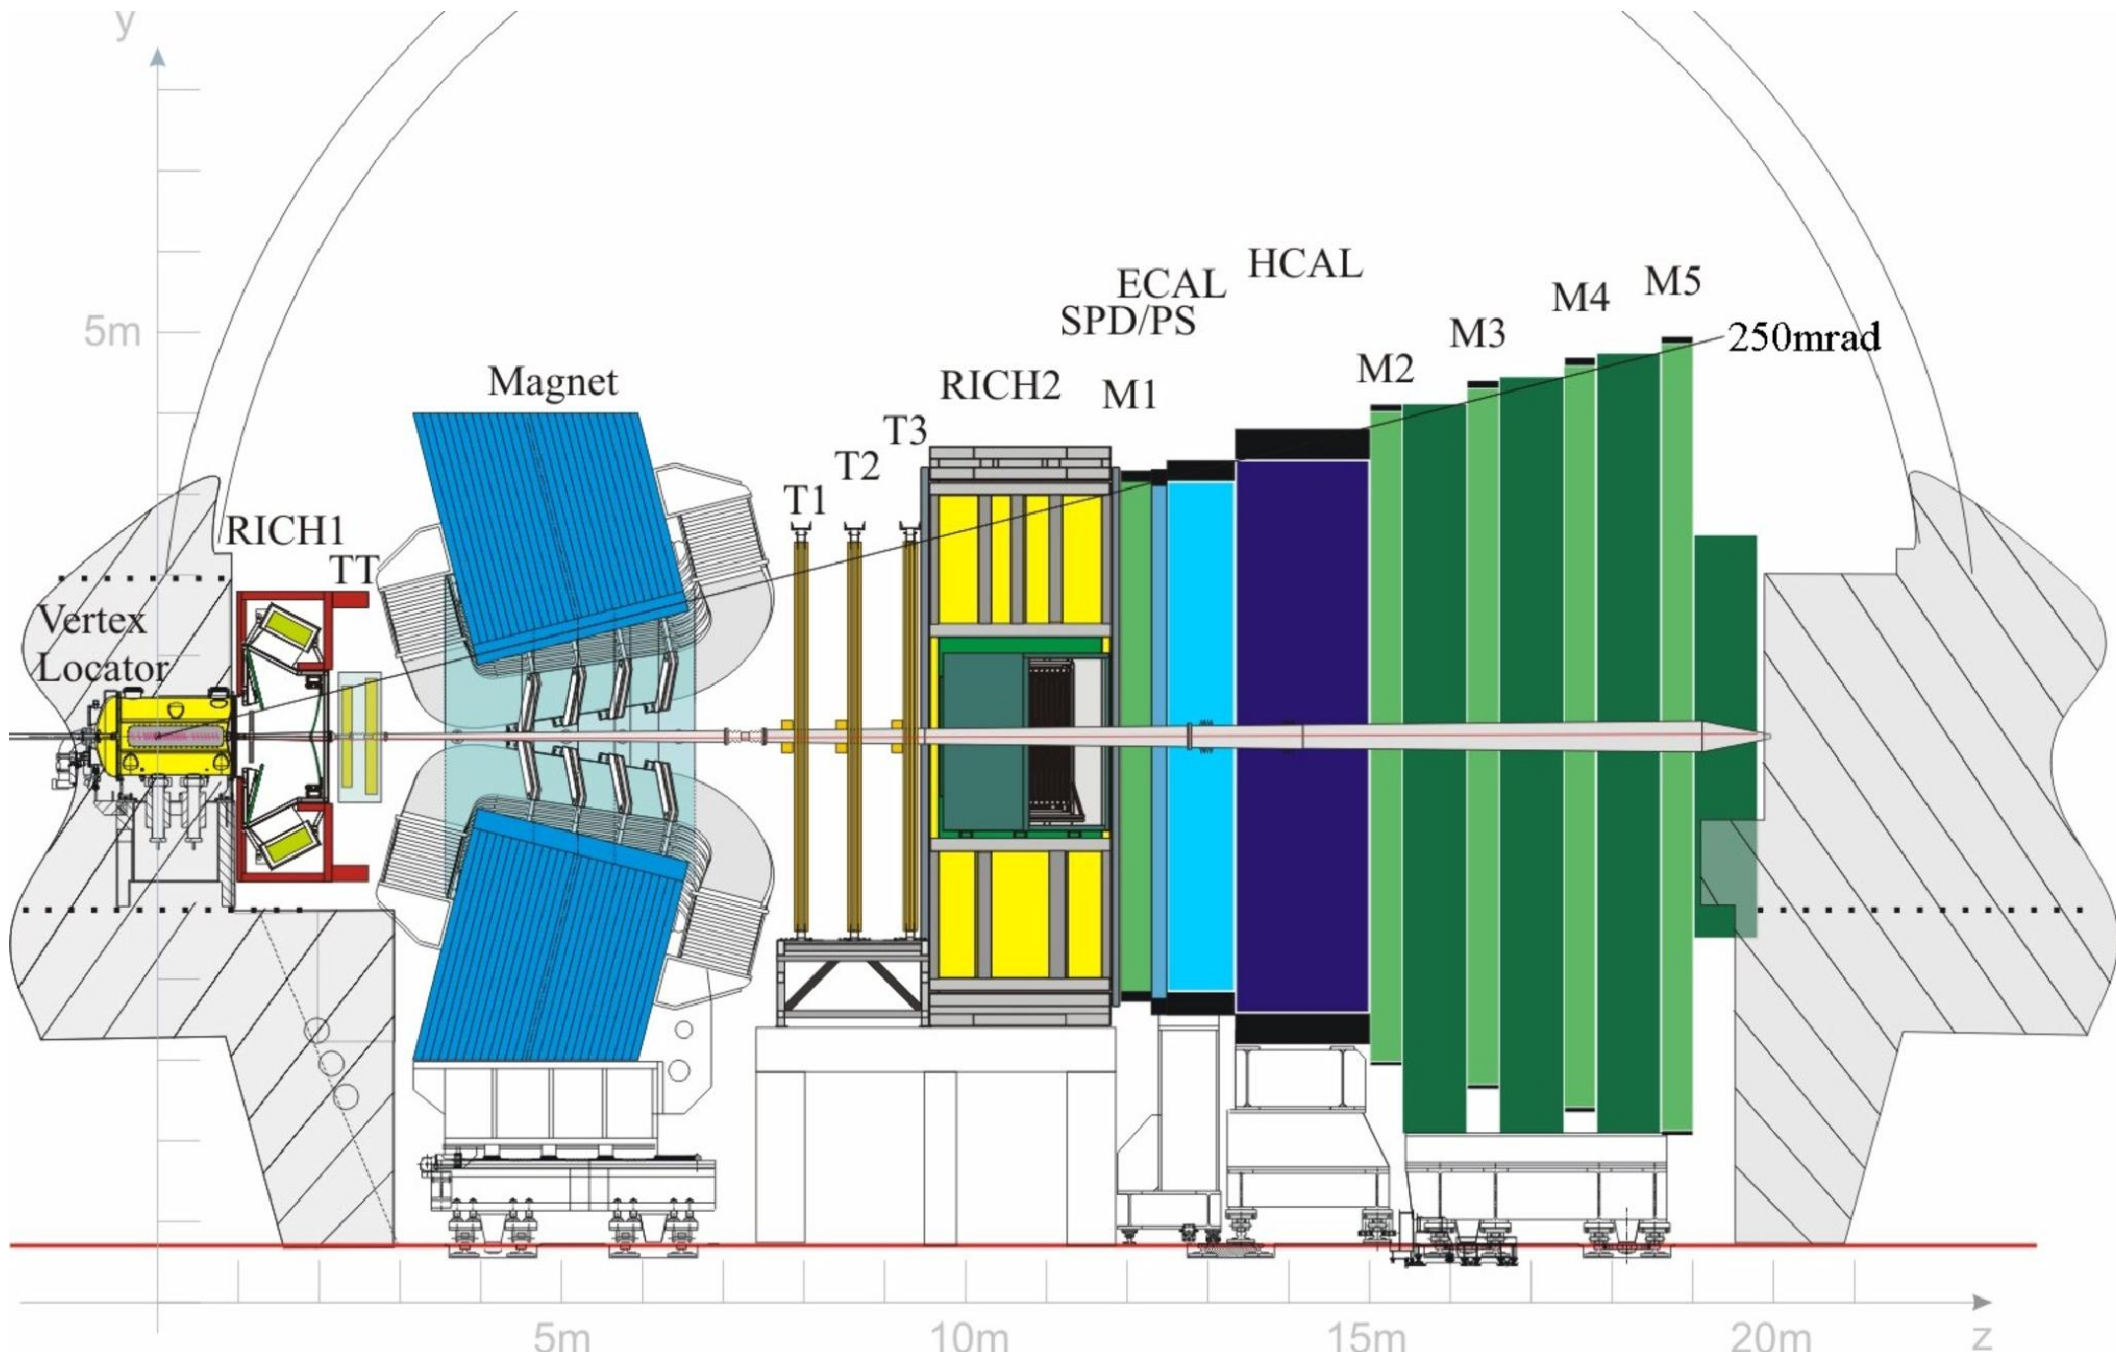 y
5m
Vertex
Locator
RICH1
TT
Magnet
T1
T2
T3
RICH2
M1
SPD/PS
ECAL
HCAL
M2
M3
M4
M5
250mrad
5m
10m
15m
20m
z